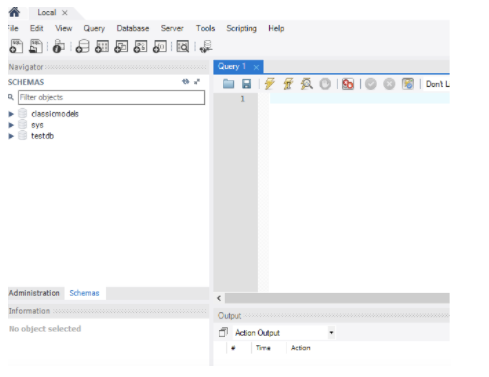 Local ×
File Edit View Query Database Server Tools Scripting Help
Navigator
SCHEMAS
Filter objects
classicmodels
sys
testdb
Administration Schemas
Information
No object selected
Query 1 ×
Don't L
1
Output
Action Output
# Time Action